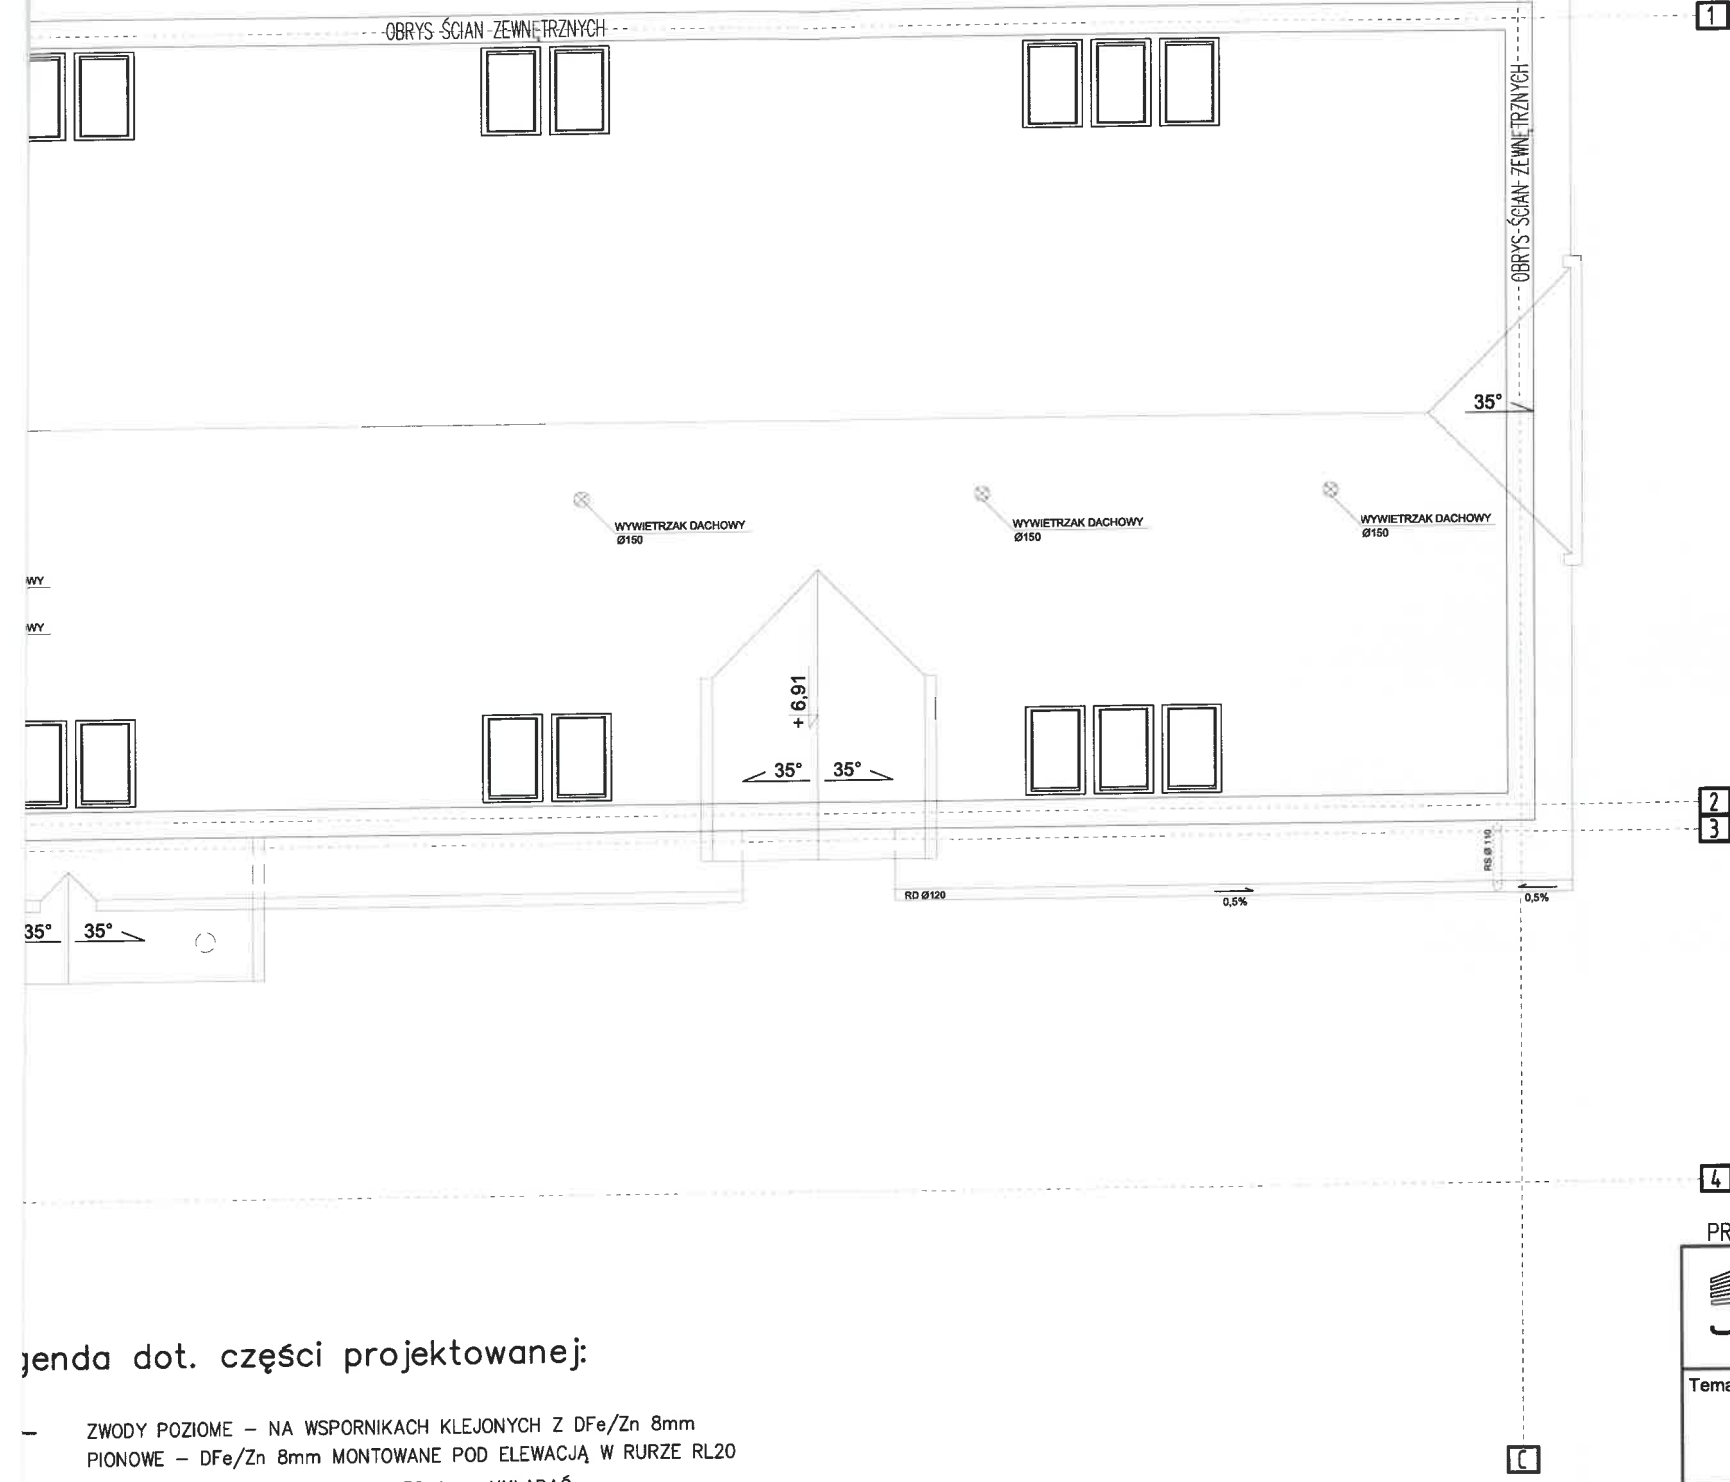 1
OBRYS ŚCIAN ZEWNĘTRZNYCH
OBRYS ŚCIAN ZEWNĘTRZNYCH
35°
WYWIETRZAK DACHOWY
Ø150
WYWIETRZAK DACHOWY
Ø150
WYWIETRZAK DACHOWY
Ø150
WY
WY
+ 6,91
35°
35°
2
3
RS Ø 110
RD Ø120
0,5%
0,5%
35°
35°
4
PR
genda dot. części projektowanej:
Tema
– ZWODY POZIOME – NA WSPORNIKACH KLEJONYCH Z DFe/Zn 8mm
PIONOWE – DFe/Zn 8mm MONTOWANE POD ELEWACJĄ W RURZE RL20
C